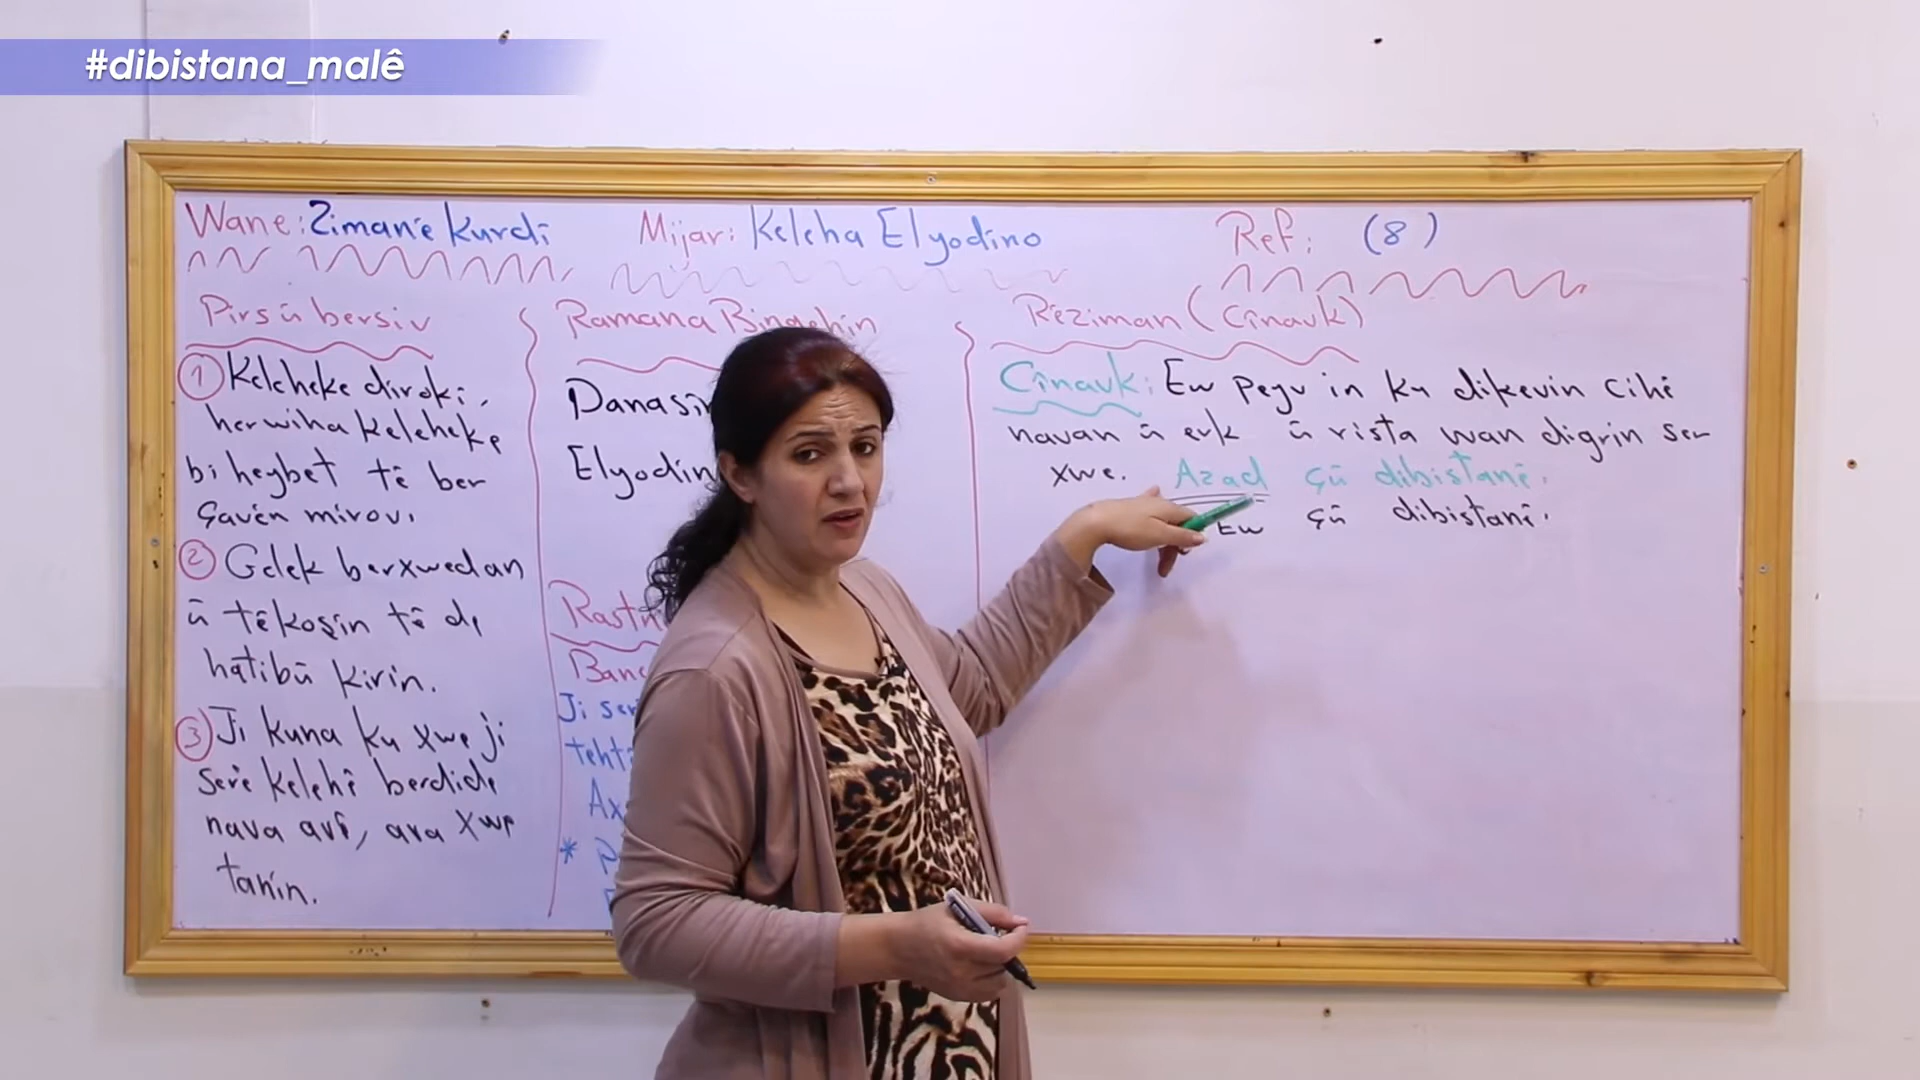 #dibistana_malê
Wane: Zimanê Kurdî
Mijar: Keleha Elyodîno
Ref: (8)
Pirs û bersiv
1 Keleheke dîrokî,
herwiha keleheke
bi heybet tê ber
çavên mirov.
2 Gelek berxwedan
û têkoşîn tê de
hatibû kirin.
3 Ji kuna ku xwe ji
serê kelehê berdide
nava avê, ava xwe
tanîn.
Ramana Bingehîn
Danasîn
Elyodîn
Ji ser
Rêziman (Cînavk)
Cînavk: Ew peyv in ku dikevin cihê
navan û erk û rista wan digrin ser
xwe. Azad çû dibistanê.
Ew çû dibistanê.